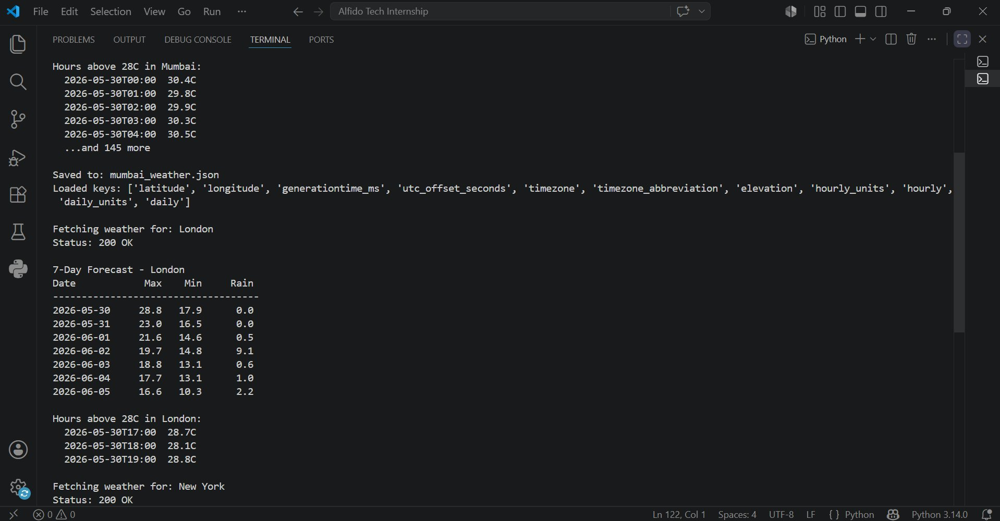 File Edit Selection View Go Run ··· Alfido Tech Internship
PROBLEMS OUTPUT DEBUG CONSOLE TERMINAL PORTS Python
Hours above 28C in Mumbai:
2026-05-30T00:00 30.4C
2026-05-30T01:00 29.8C
2026-05-30T02:00 29.9C
2026-05-30T03:00 30.3C
2026-05-30T04:00 30.5C
...and 145 more
Saved to: mumbai_weather.json
Loaded keys: ['latitude', 'longitude', 'generationtime_ms', 'utc_offset_seconds', 'timezone', 'timezone_abbreviation', 'elevation', 'hourly_units', 'hourly',
'daily_units', 'daily']
Fetching weather for: London
Status: 200 OK
7-Day Forecast - London
Date Max Min Rain
------------------------------------
2026-05-30 28.8 17.9 0.0
2026-05-31 23.0 16.5 0.0
2026-06-01 21.6 14.6 0.5
2026-06-02 19.7 14.8 9.1
2026-06-03 18.8 13.1 0.6
2026-06-04 17.7 13.1 1.0
2026-06-05 16.6 10.3 2.2
Hours above 28C in London:
2026-05-30T17:00 28.7C
2026-05-30T18:00 28.1C
2026-05-30T19:00 28.8C
Fetching weather for: New York
Status: 200 OK
0 0 Ln 122, Col 1 Spaces: 4 UTF-8 LF { } Python Python 3.14.0